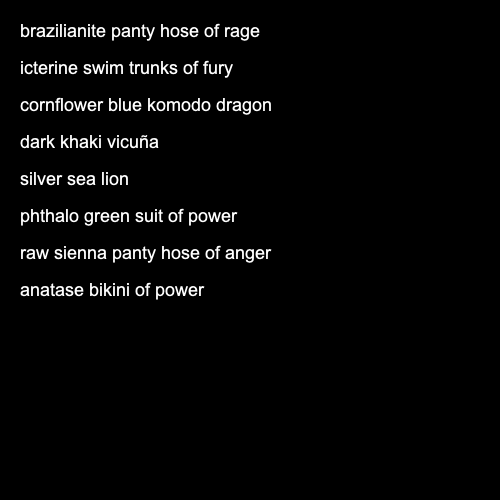 brazilianite panty hose of rage
icterine swim trunks of fury
cornflower blue komodo dragon
dark khaki vicuña
silver sea lion
phthalo green suit of power
raw sienna panty hose of anger
anatase bikini of power